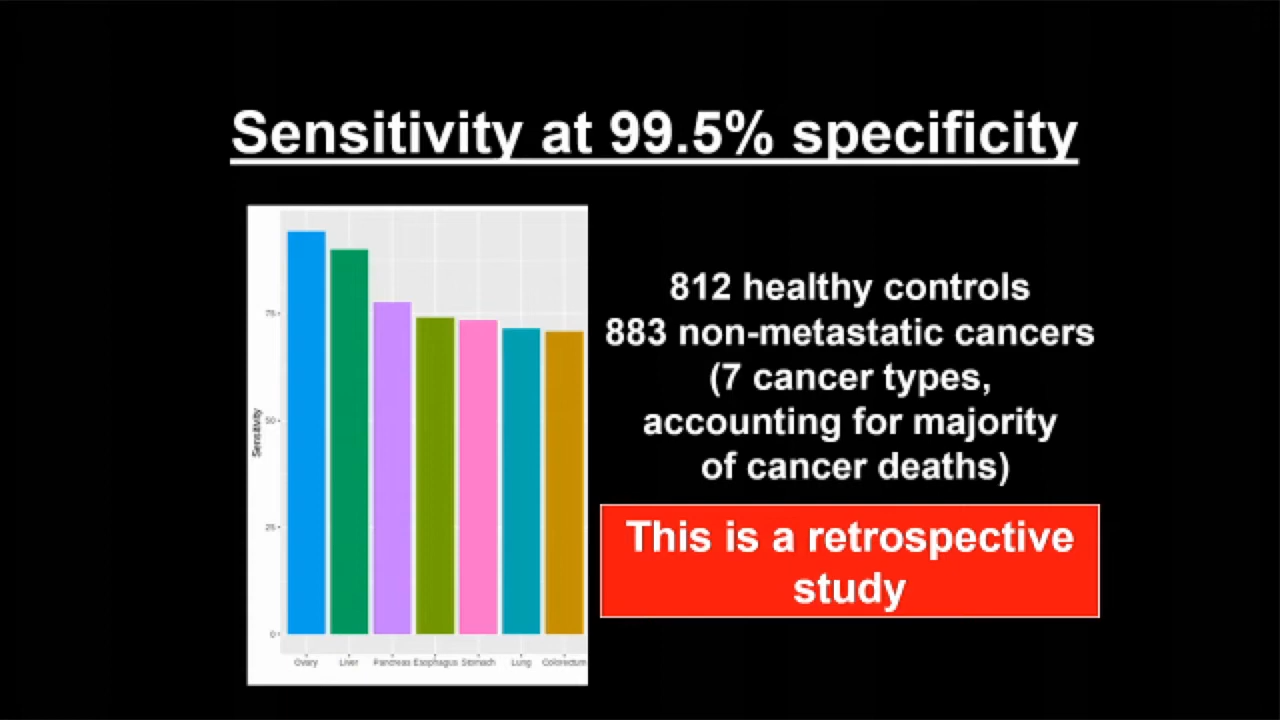 Sensitivity at 99.5% specificity
75
50
25
0
Sensitivity
Ovary Liver Pancreas Esophagus Stomach Lung Colorectum
812 healthy controls
883 non-metastatic cancers
(7 cancer types,
accounting for majority
of cancer deaths)
This is a retrospective
study